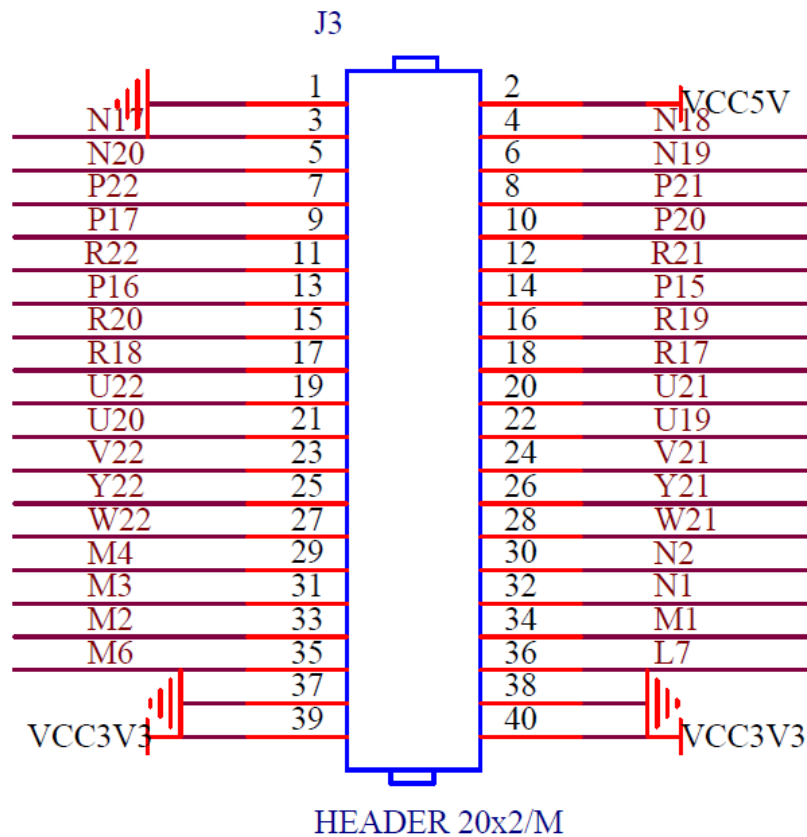 J3
1 2 VCC5V
N17 3 4 N18
N20 5 6 N19
P22 7 8 P21
P17 9 10 P20
R22 11 12 R21
P16 13 14 P15
R20 15 16 R19
R18 17 18 R17
U22 19 20 U21
U20 21 22 U19
V22 23 24 V21
Y22 25 26 Y21
W22 27 28 W21
M4 29 30 N2
M3 31 32 N1
M2 33 34 M1
M6 35 36 L7
37 38
VCC3V3 39 40 VCC3V3
HEADER 20x2/M